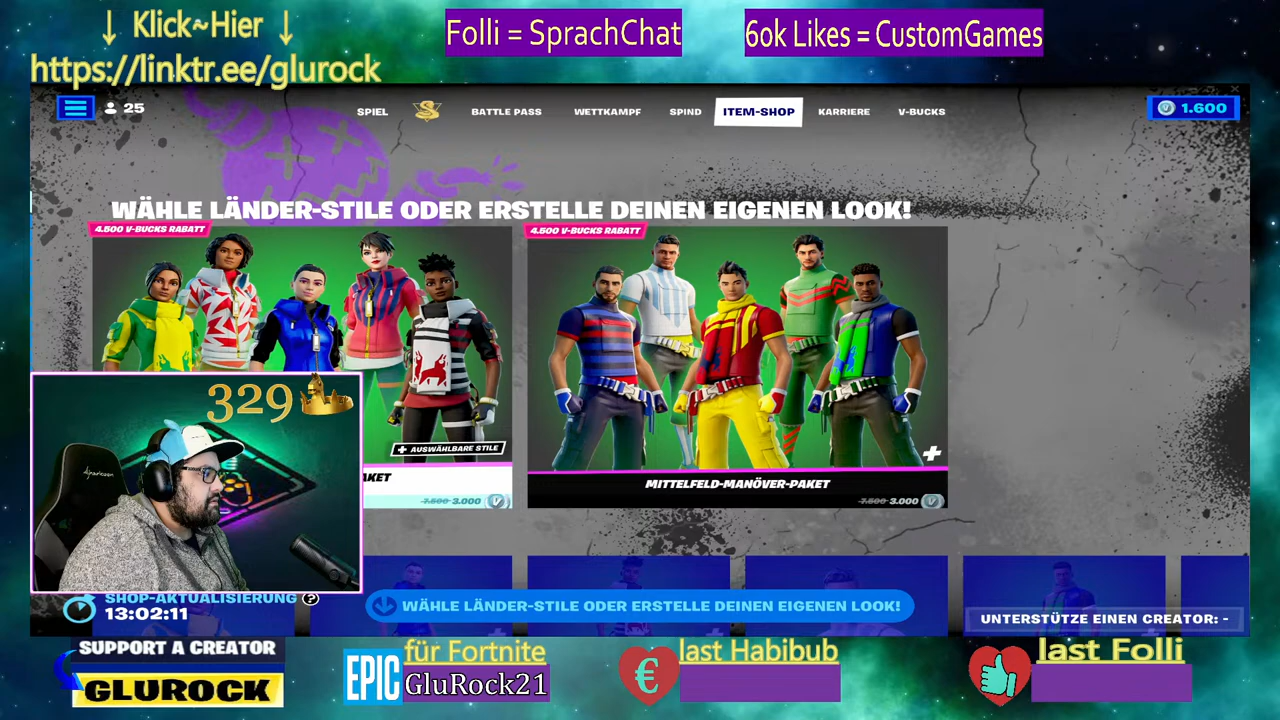 ↓ Klick~Hier ↓
https://linktr.ee/glurock
Folli = SprachChat
60k Likes = CustomGames
25
SPIEL
BATTLE PASS
WETTKAMPF
SPIND
ITEM-SHOP
KARRIERE
V-BUCKS
1.600
WÄHLE LÄNDER-STILE ODER ERSTELLE DEINEN EIGENEN LOOK!
4.500 V-BUCKS RABATT
4.500 V-BUCKS RABATT
+ AUSWÄHLBARE STILE
AKET
7.500 3.000
MITTELFELD-MANÖVER-PAKET
7.500 3.000
329
SHOP-AKTUALISIERUNG ?
13:02:11
WÄHLE LÄNDER-STILE ODER ERSTELLE DEINEN EIGENEN LOOK!
UNTERSTÜTZE EINEN CREATOR: -
SUPPORT A CREATOR
GLUROCK
EPIC
für Fortnite
GluRock21
€
last Habibub
last Folli